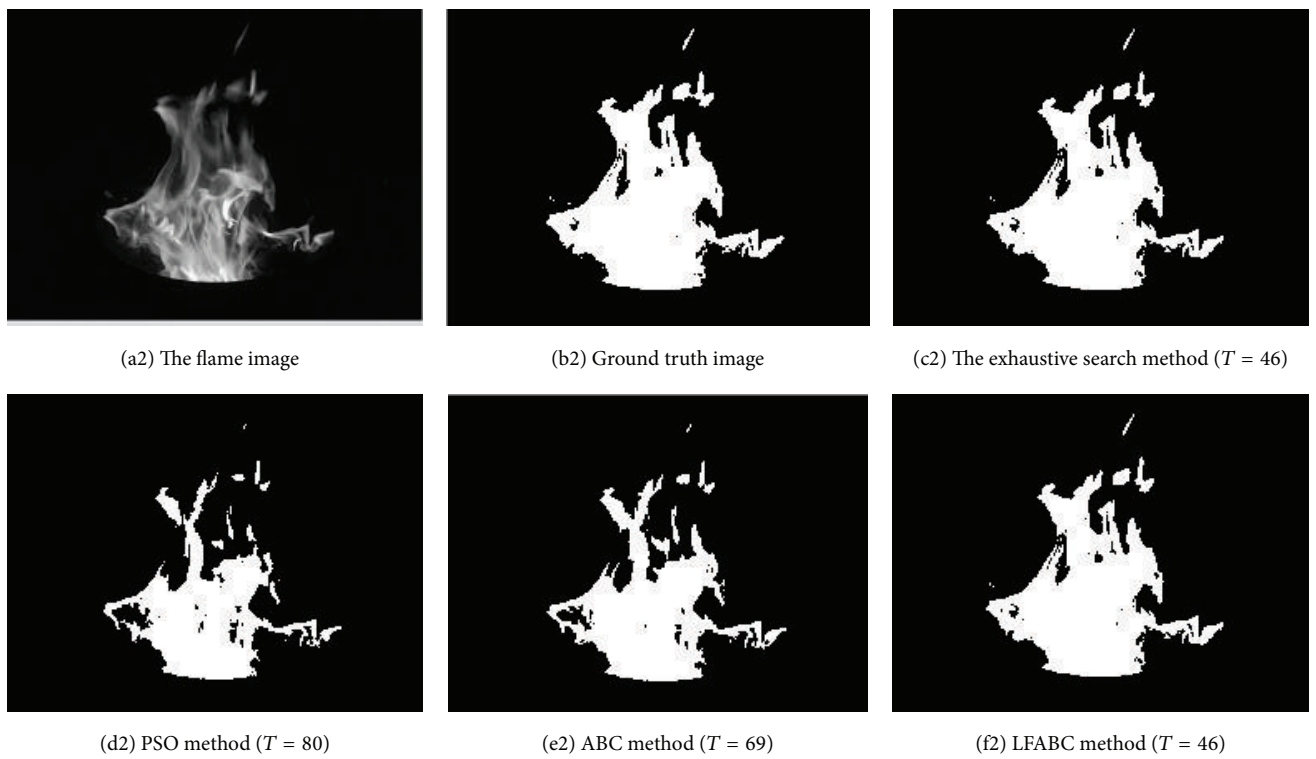 (a2) The flame image
(b2) Ground truth image
(c2) The exhaustive search method (T = 46)
(d2) PSO method (T = 80)
(e2) ABC method (T = 69)
(f2) LFABC method (T = 46)